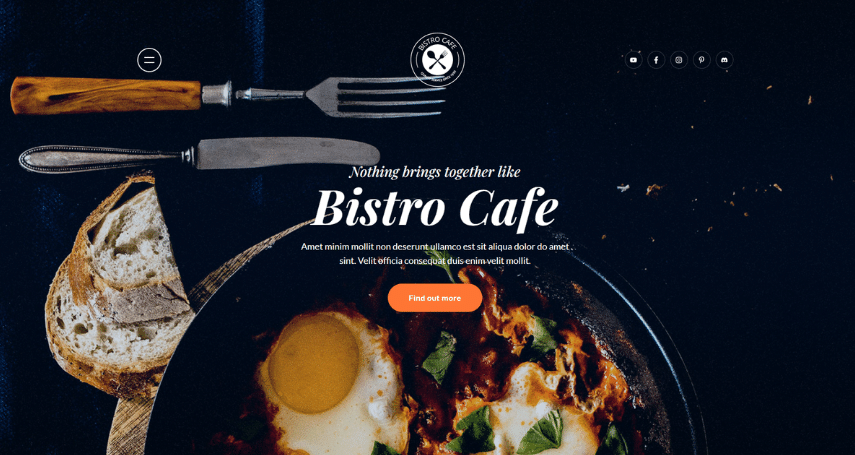 BISTRO CAFE
Nothing brings together like
Bistro Cafe
Amet minim mollit non deserunt ullamco est sit aliqua dolor do amet
sint. Velit officia consequat duis enim velit mollit.
Find out more